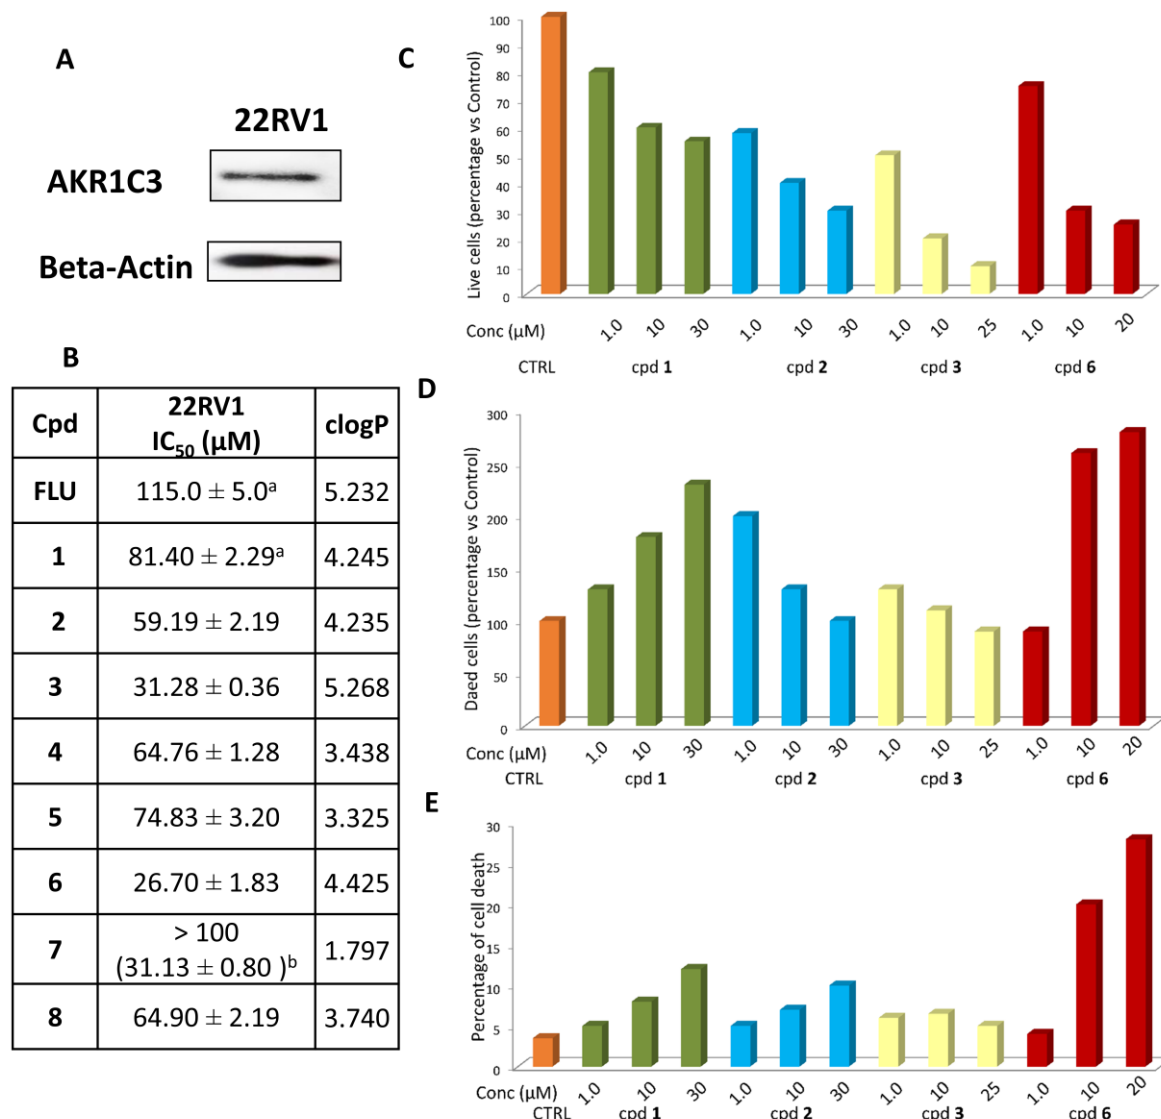 A
22RV1
AKR1C3
Beta-Actin
B
Cpd 22RV1 IC50 (µM) clogP
FLU 115.0 ± 5.0a 5.232
1 81.40 ± 2.29a 4.245
2 59.19 ± 2.19 4.235
3 31.28 ± 0.36 5.268
4 64.76 ± 1.28 3.438
5 74.83 ± 3.20 3.325
6 26.70 ± 1.83 4.425
7 > 100 (31.13 ± 0.80 )b 1.797
8 64.90 ± 2.19 3.740
C
Live cells (percentage vs Control)
100
90
80
70
60
50
40
30
20
10
0
Conc (µM) 1.0 10 30 1.0 10 30 1.0 10 25 1.0 10 20
CTRL cpd 1 cpd 2 cpd 3 cpd 6
D
Daed cells (percentage vs Control)
300
250
200
150
100
50
0
Conc (µM) 1.0 10 30 1.0 10 30 1.0 10 25 1.0 10 20
CTRL cpd 1 cpd 2 cpd 3 cpd 6
E
Percentage of cell death
30
25
20
15
10
5
0
Conc (µM) 1.0 10 30 1.0 10 30 1.0 10 25 1.0 10 20
CTRL cpd 1 cpd 2 cpd 3 cpd 6